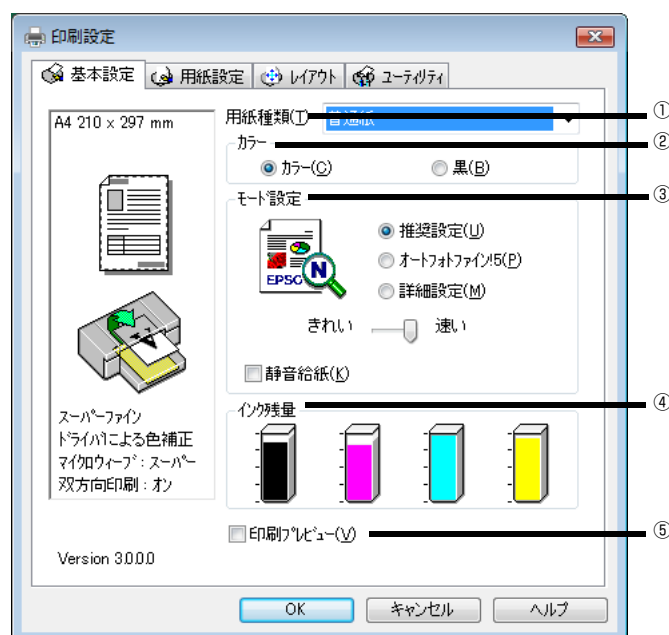 印刷設定
基本設定 用紙設定 レイアウト ユーティリティ
A4 210 x 297 mm
用紙種類(T) 普通紙 ①
カラー ②
カラー(C) 黒(B)
モード設定 ③
推奨設定(U)
オートフォトファイン!5(P)
詳細設定(M)
EPSO N
きれい 速い
静音給紙(K)
インク残量 ④
スーパーファイン
ドライバによる色補正
マイクロウィーブ:スーパー
双方向印刷:オン
印刷プレビュー(V) ⑤
Version 3.0.0.0
OK キャンセル ヘルプ